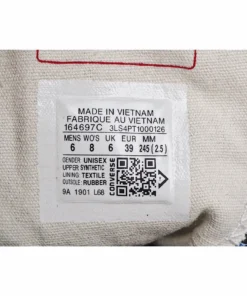 MADE IN VIETNAM
FABRIQUE AU VIETNAM
164697C 3LS4PT1000126
MENS WO'S UK EUR MM
6 8 6 39 245 (2.5)
GENDER UNISEX
UPPER SYNTHETIC
LINING TEXTILE
OUTSOLE: RUBBER
9A 1901 L68
CONVERSE